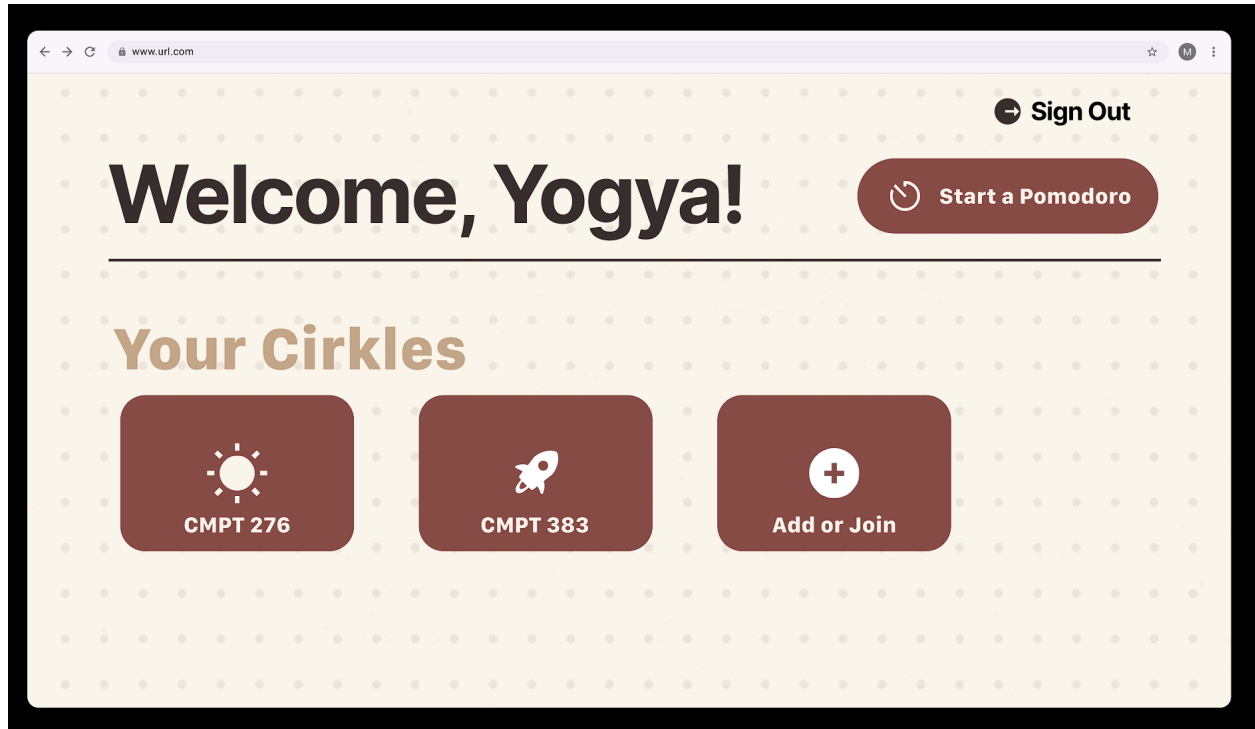 www.url.com
M
Sign Out
Welcome, Yogya!
Start a Pomodoro
Your Cirkles
CMPT 276
CMPT 383
Add or Join